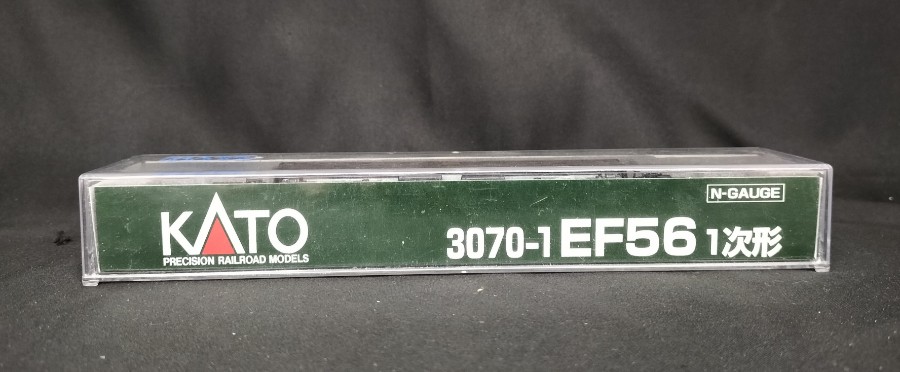 N-GAUGE
KATO
PRECISION RAILROAD MODELS
3070-1 EF56 1次形